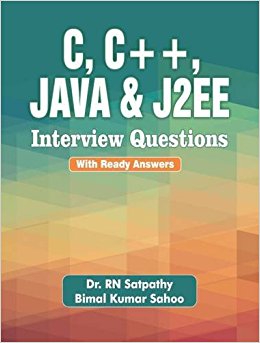 C, C++,
JAVA & J2EE
Interview Questions
With Ready Answers
Dr. RN Satpathy
Bimal Kumar Sahoo